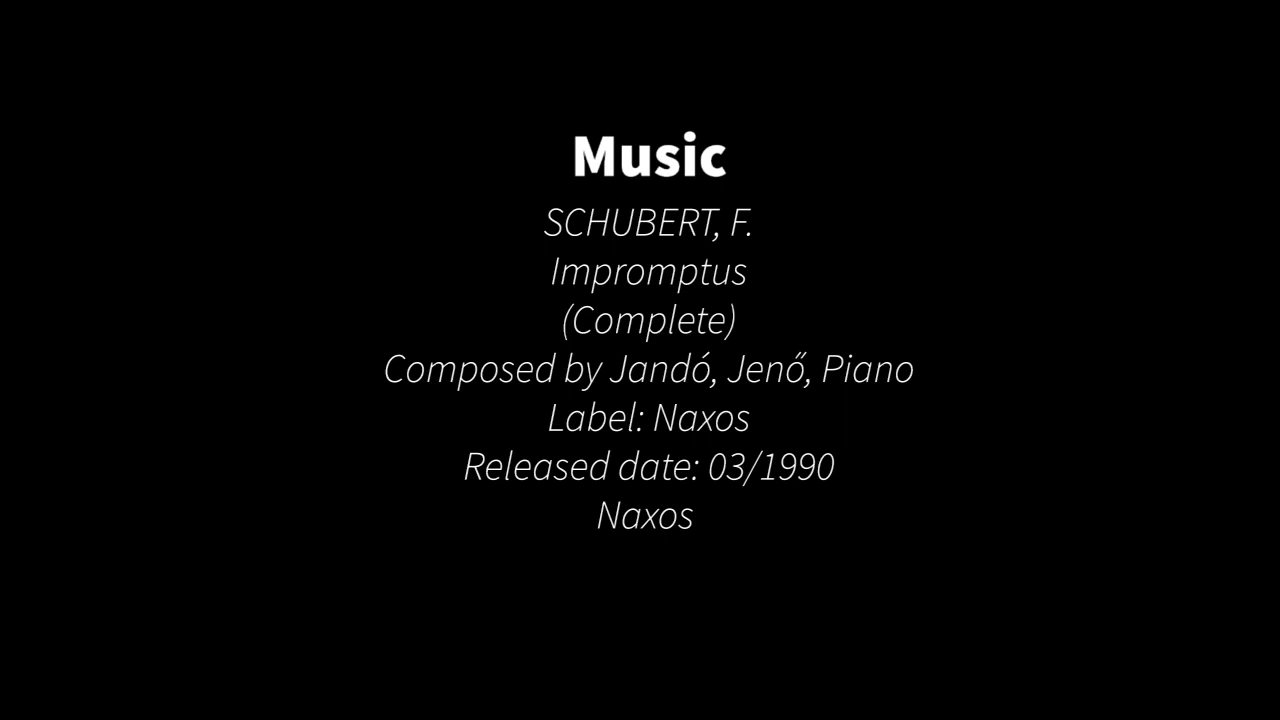 Music
SCHUBERT, F.
Impromptus
(Complete)
Composed by Jandó, Jenő, Piano
Label: Naxos
Released date: 03/1990
Naxos